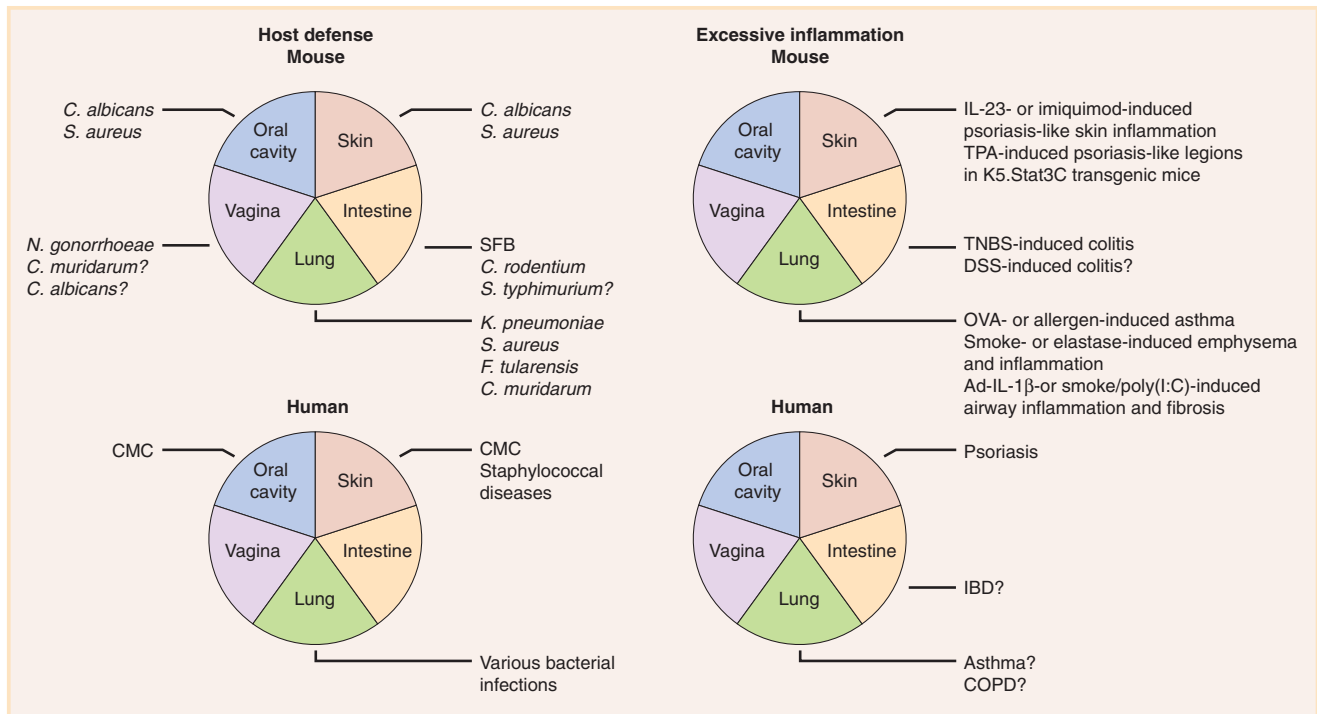 Host defense
Mouse
C. albicans
S. aureus
Oral
cavity
Skin
C. albicans
S. aureus
Vagina
Intestine
Lung
N. gonorrhoeae
C. muridarum?
C. albicans?
SFB
C. rodentium
S. typhimurium?
K. pneumoniae
S. aureus
F. tularensis
C. muridarum
Excessive inflammation
Mouse
Oral
cavity
Skin
IL-23- or imiquimod-induced
psoriasis-like skin inflammation
TPA-induced psoriasis-like legions
in K5.Stat3C transgenic mice
Vagina
Intestine
Lung
TNBS-induced colitis
DSS-induced colitis?
OVA- or allergen-induced asthma
Smoke- or elastase-induced emphysema
and inflammation
Ad-IL-1β-or smoke/poly(I:C)-induced
airway inflammation and fibrosis
Human
CMC
Oral
cavity
Skin
CMC
Staphylococcal
diseases
Vagina
Intestine
Lung
Various bacterial
infections
Human
Oral
cavity
Skin
Psoriasis
Vagina
Intestine
Lung
IBD?
Asthma?
COPD?